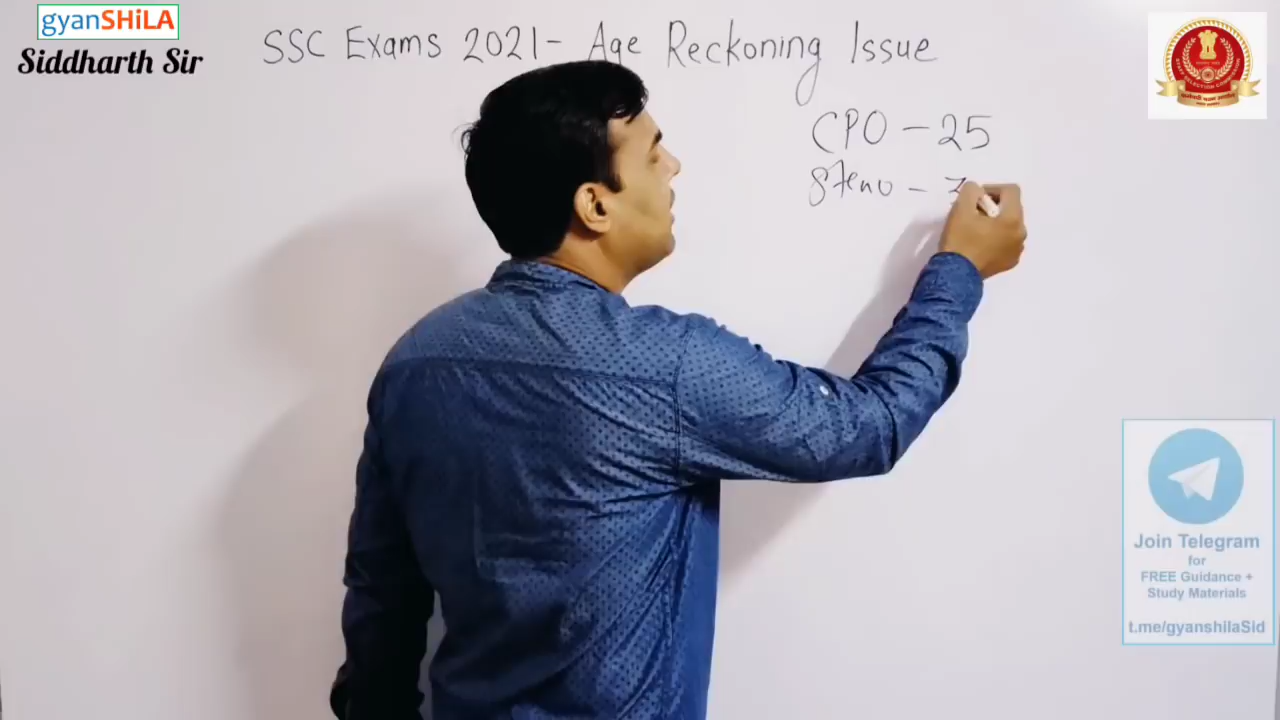 gyanSHiLA
Siddharth Sir
SSC Exams 2021- Age Reckoning Issue
CPO - 25
Steno -
Join Telegram
for
FREE Guidance +
Study Materials
t.me/gyanshilaSid